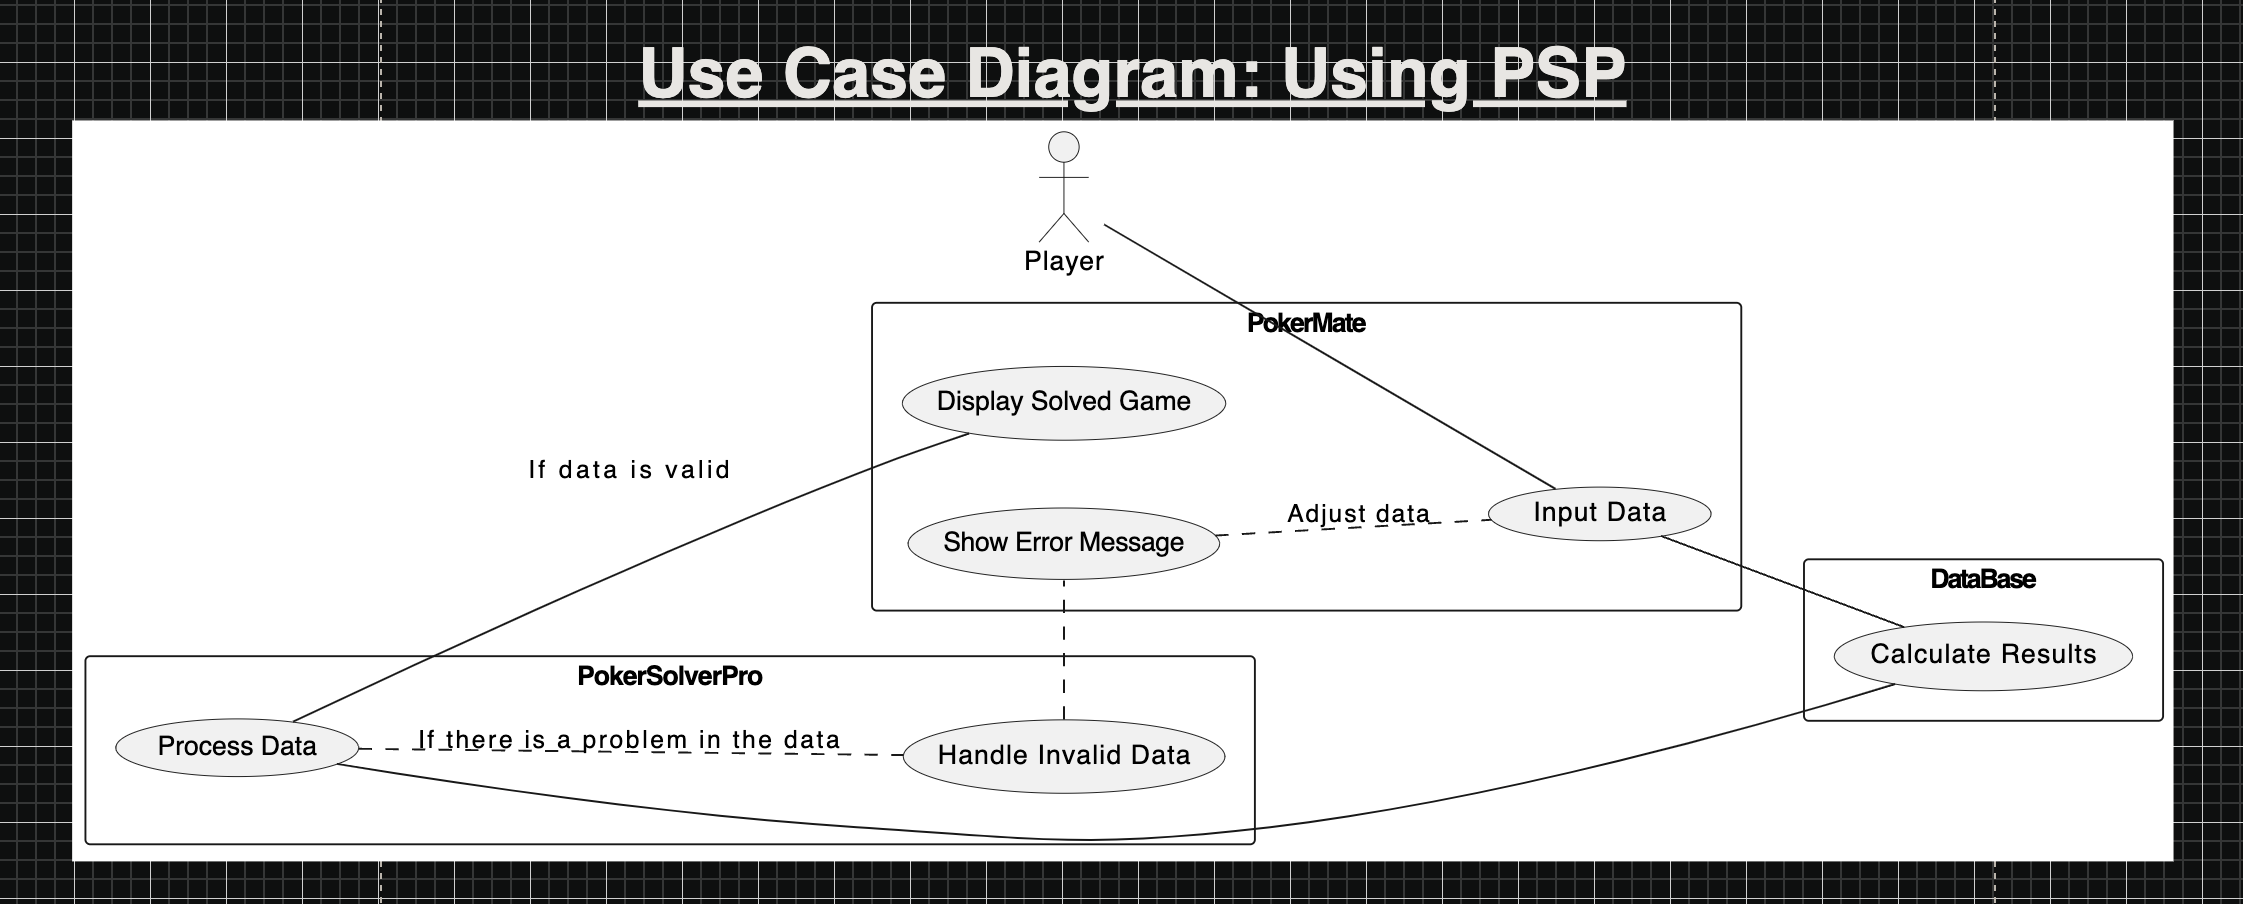 Use Case Diagram: Using PSP
Player
PokerMate
Display Solved Game
If data is valid
Adjust data
Input Data
Show Error Message
DataBase
Calculate Results
PokerSolverPro
Process Data
If there is a problem in the data
Handle Invalid Data